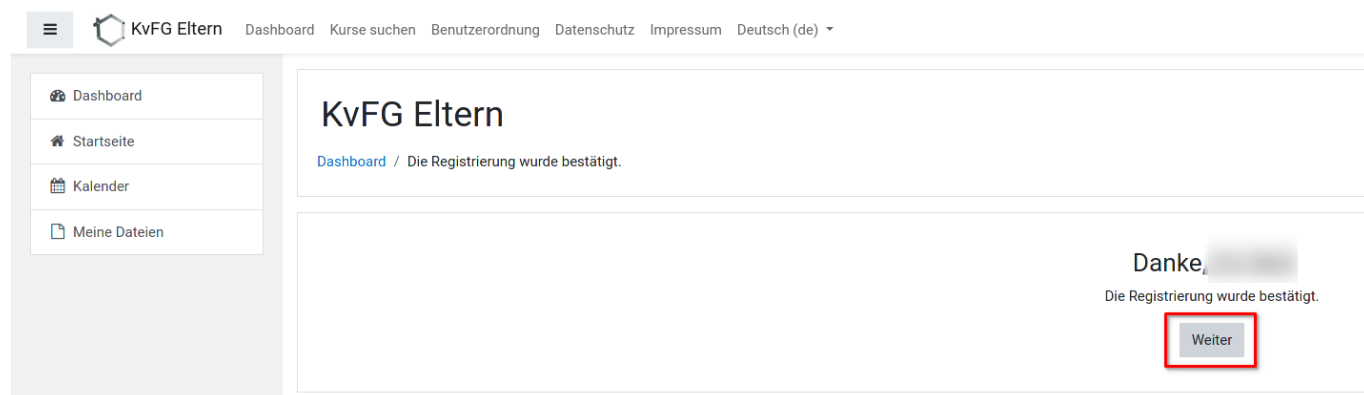 KvFG Eltern Dashboard Kurse suchen Benutzerordnung Datenschutz Impressum Deutsch (de)
Dashboard
Startseite
Kalender
Meine Dateien
KvFG Eltern
Dashboard / Die Registrierung wurde bestätigt.
Danke,
Die Registrierung wurde bestätigt.
Weiter